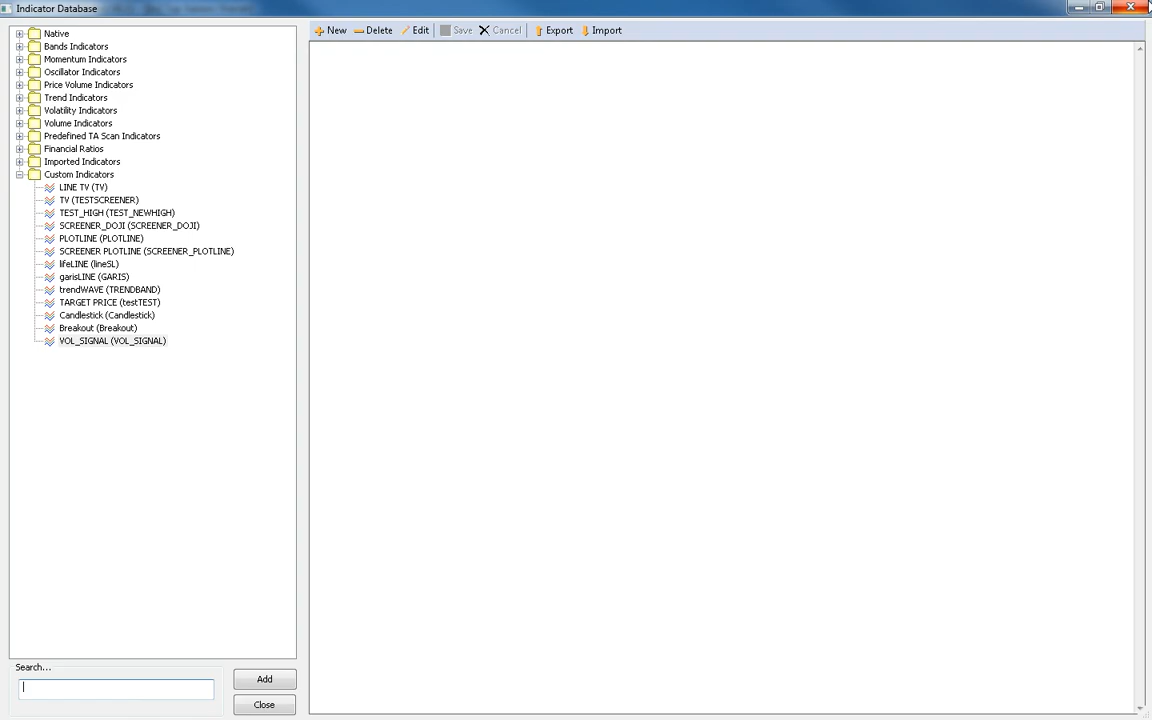 Indicator Database
New Delete Edit Save Cancel Export Import
Native
Bands Indicators
Momentum Indicators
Oscillator Indicators
Price Volume Indicators
Trend Indicators
Volatility Indicators
Volume Indicators
Predefined TA Scan Indicators
Financial Ratios
Imported Indicators
Custom Indicators
LINE TV (TV)
TV (TESTSCREENER)
TEST_HIGH (TEST_NEWHIGH)
SCREENER_DOJI (SCREENER_DOJI)
PLOTLINE (PLOTLINE)
SCREENER PLOTLINE (SCREENER_PLOTLINE)
lifeLINE (lineSL)
garisLINE (GARIS)
trendWAVE (TRENDBAND)
TARGET PRICE (testTEST)
Candlestick (Candlestick)
Breakout (Breakout)
VOL_SIGNAL (VOL_SIGNAL)
Search...
Add
Close